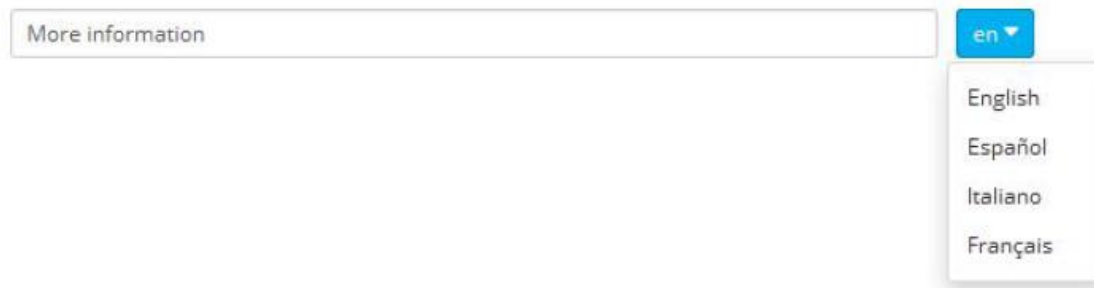 More information
en
English
Español
Italiano
Français